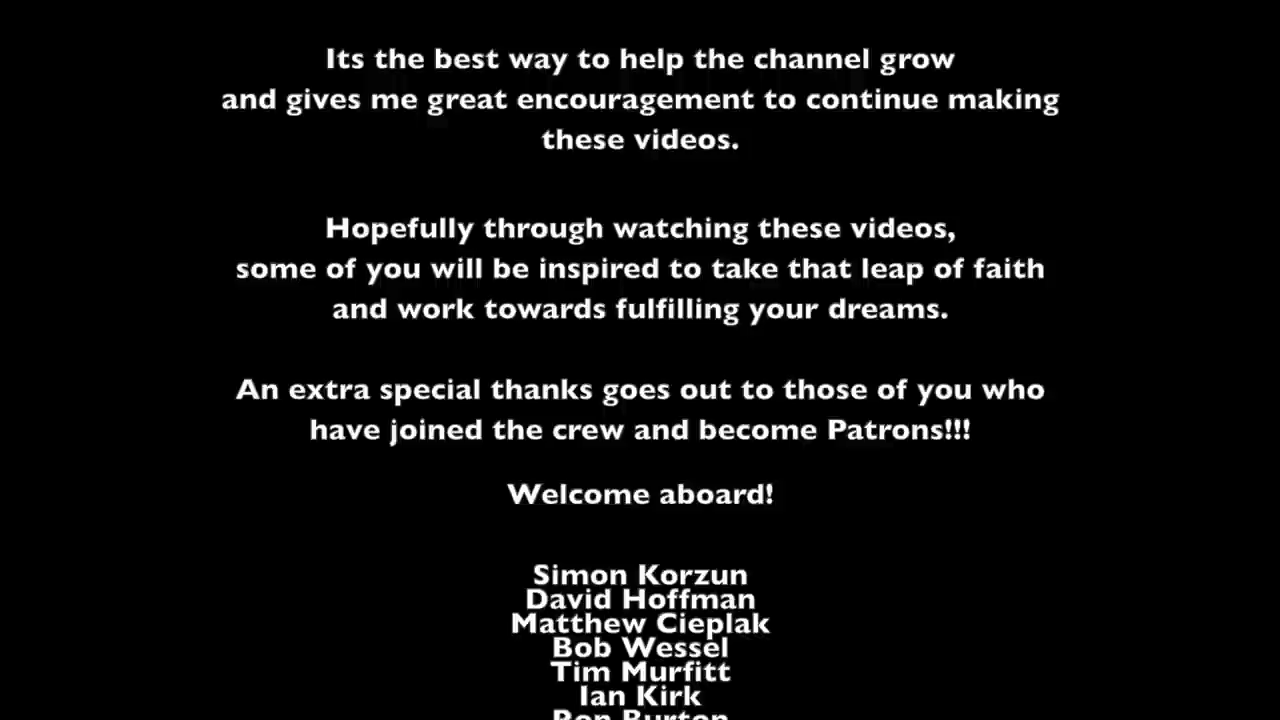 Its the best way to help the channel grow
and gives me great encouragement to continue making
these videos.
Hopefully through watching these videos,
some of you will be inspired to take that leap of faith
and work towards fulfilling your dreams.
An extra special thanks goes out to those of you who
have joined the crew and become Patrons!!!
Welcome aboard!
Simon Korzun
David Hoffman
Matthew Cieplak
Bob Wessel
Tim Murfitt
Ian Kirk
Burton